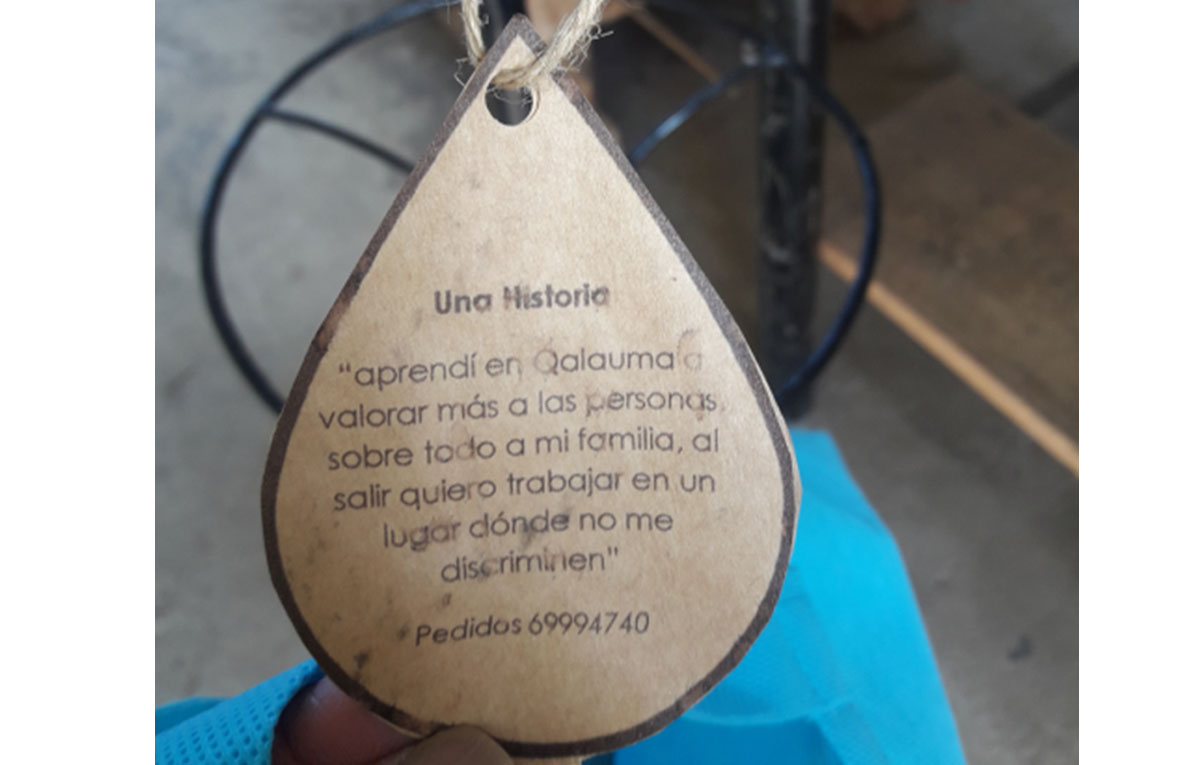 Una Historia
"aprendí en Qalauma a
valorar más a las personas,
sobre todo a mi familia, al
salir quiero trabajar en un
lugar dónde no me
discriminen"
Pedidos 69994740